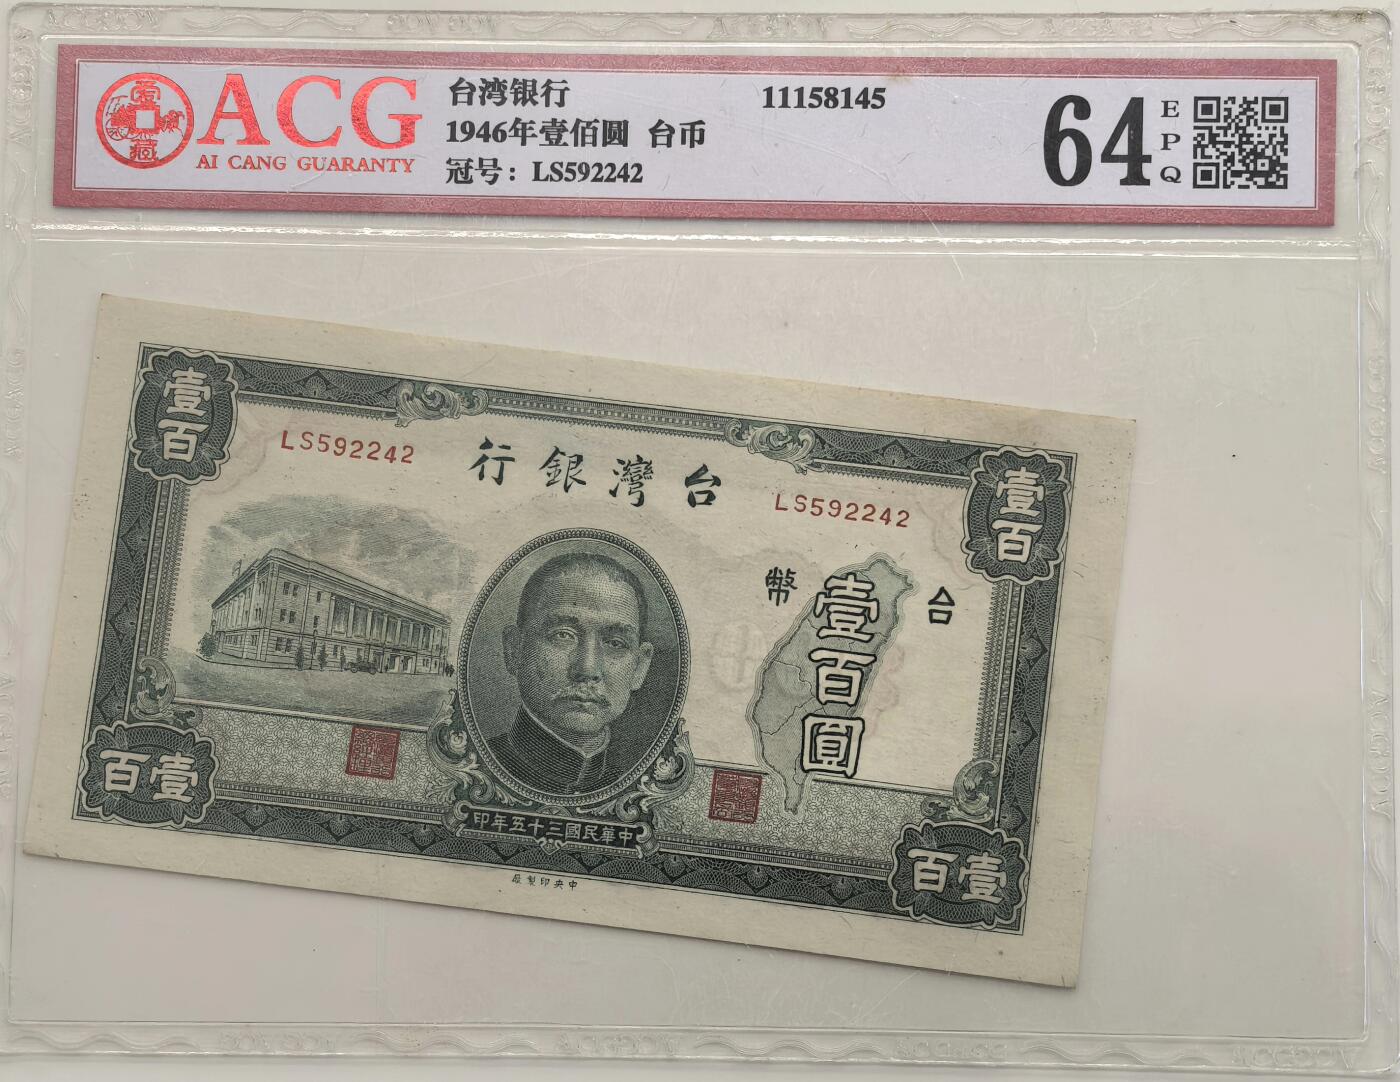 ACG
AI CANG GUARANTY
台湾银行
1946年壹佰圆 台币
冠号：LS592242
11158145
64
EPQ
壹百
LS592242
行銀灣台
LS592242
壹百
幣
台
壹百圓
百壹
印年五十三國民華中
百壹
廠製印央中